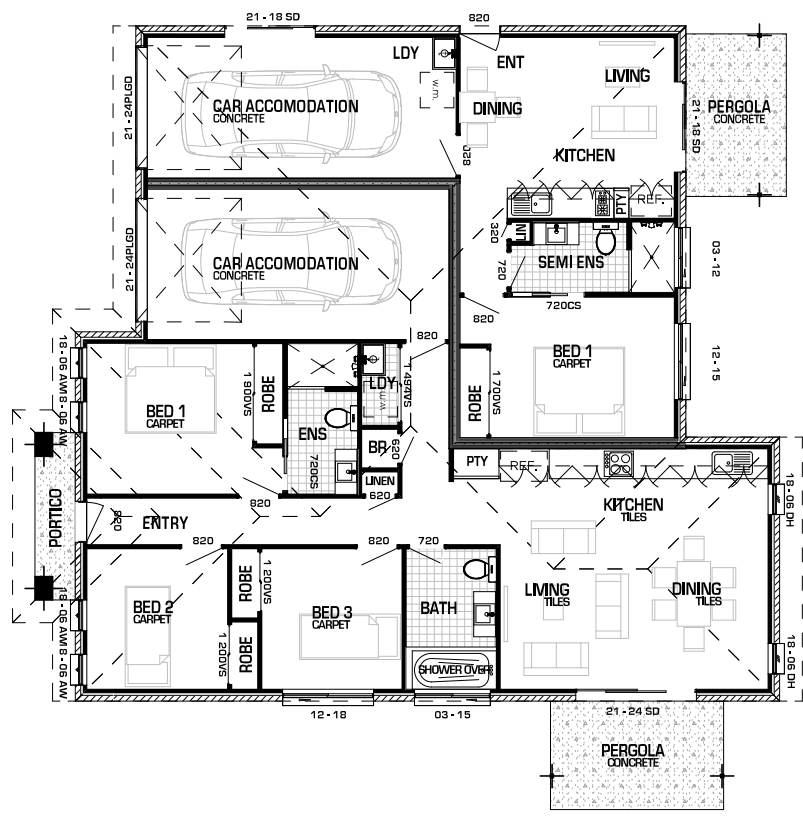 21 - 18 SD
820
LDY
ENT
LIVING
W.M.
21 - 24PLGD
CAR ACCOMODATION
CONCRETE
DINING
21 - 18 SD
PERGOLA
CONCRETE
820
KITCHEN
PTY
REF.
320
LIN
SEMI ENS
03 - 12
21 - 24PLGD
CAR ACCOMODATION
CONCRETE
720
720CS
820
820
BED 1
CARPET
12 - 15
ROBE
1 700VS
18 - 06 AW
18 - 06 AW
BED 1
CARPET
1 900VS
ROBE
LDY
W.M.
1 494VS
ENS
720CS
BR
620
LINEN
620
PTY
REF.
KITCHEN
TILES
18 - 06 DH
PORTICO
820
ENTRY
820
820
820
720
BED 2
CARPET
ROBE
1 200VS
1 200VS
ROBE
BED 3
CARPET
BATH
SHOWER OVER
LIVING
TILES
DINING
TILES
18 - 06 AW
18 - 06 AW
18 - 06 DH
12 - 18
03 - 15
21 - 24 SD
PERGOLA
CONCRETE